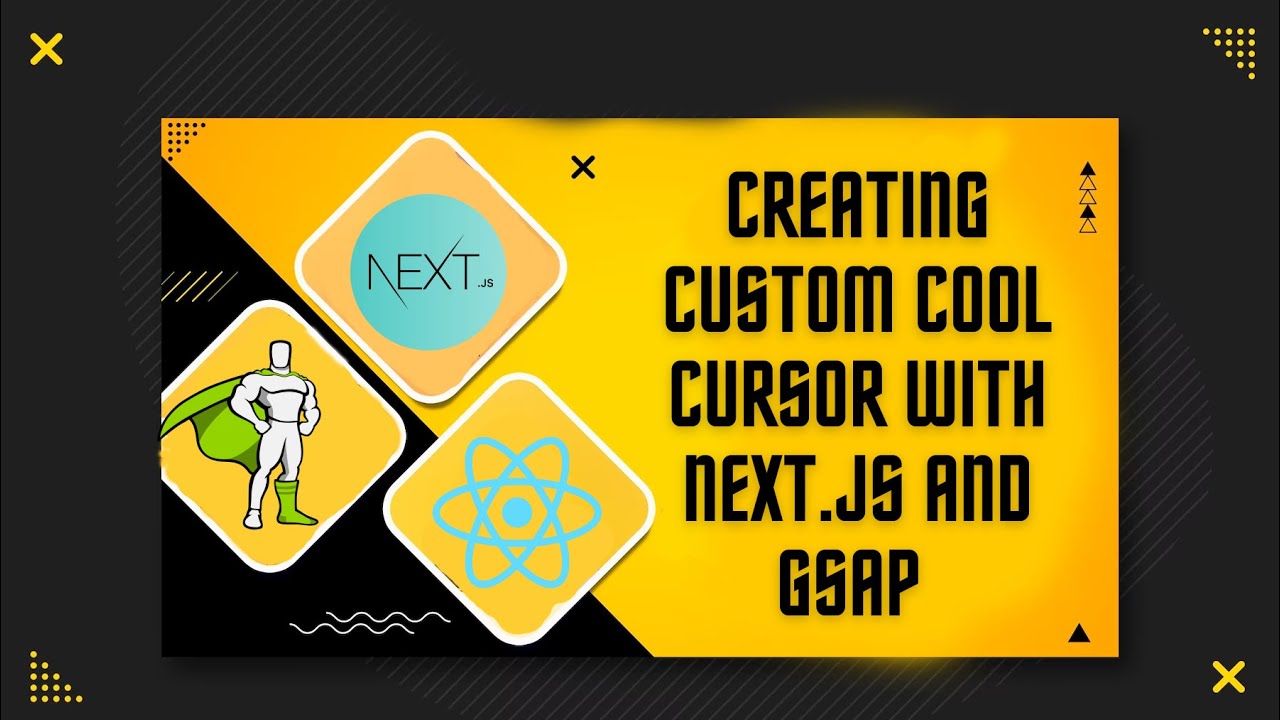 NEXT.JS
CREATING
CUSTOM COOL
CURSOR WITH
NEXT.JS AND
GSAP